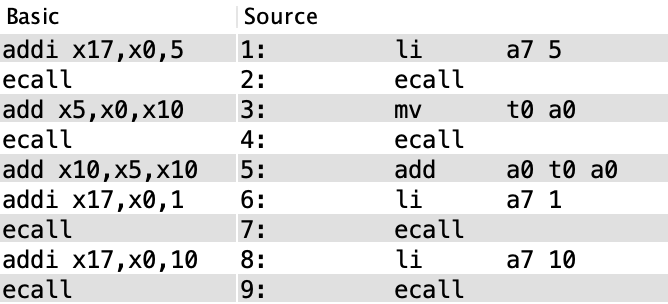 Basic Source
addi x17,x0,5 1: li a7 5
ecall 2: ecall
add x5,x0,x10 3: mv t0 a0
ecall 4: ecall
add x10,x5,x10 5: add a0 t0 a0
addi x17,x0,1 6: li a7 1
ecall 7: ecall
addi x17,x0,10 8: li a7 10
ecall 9: ecall